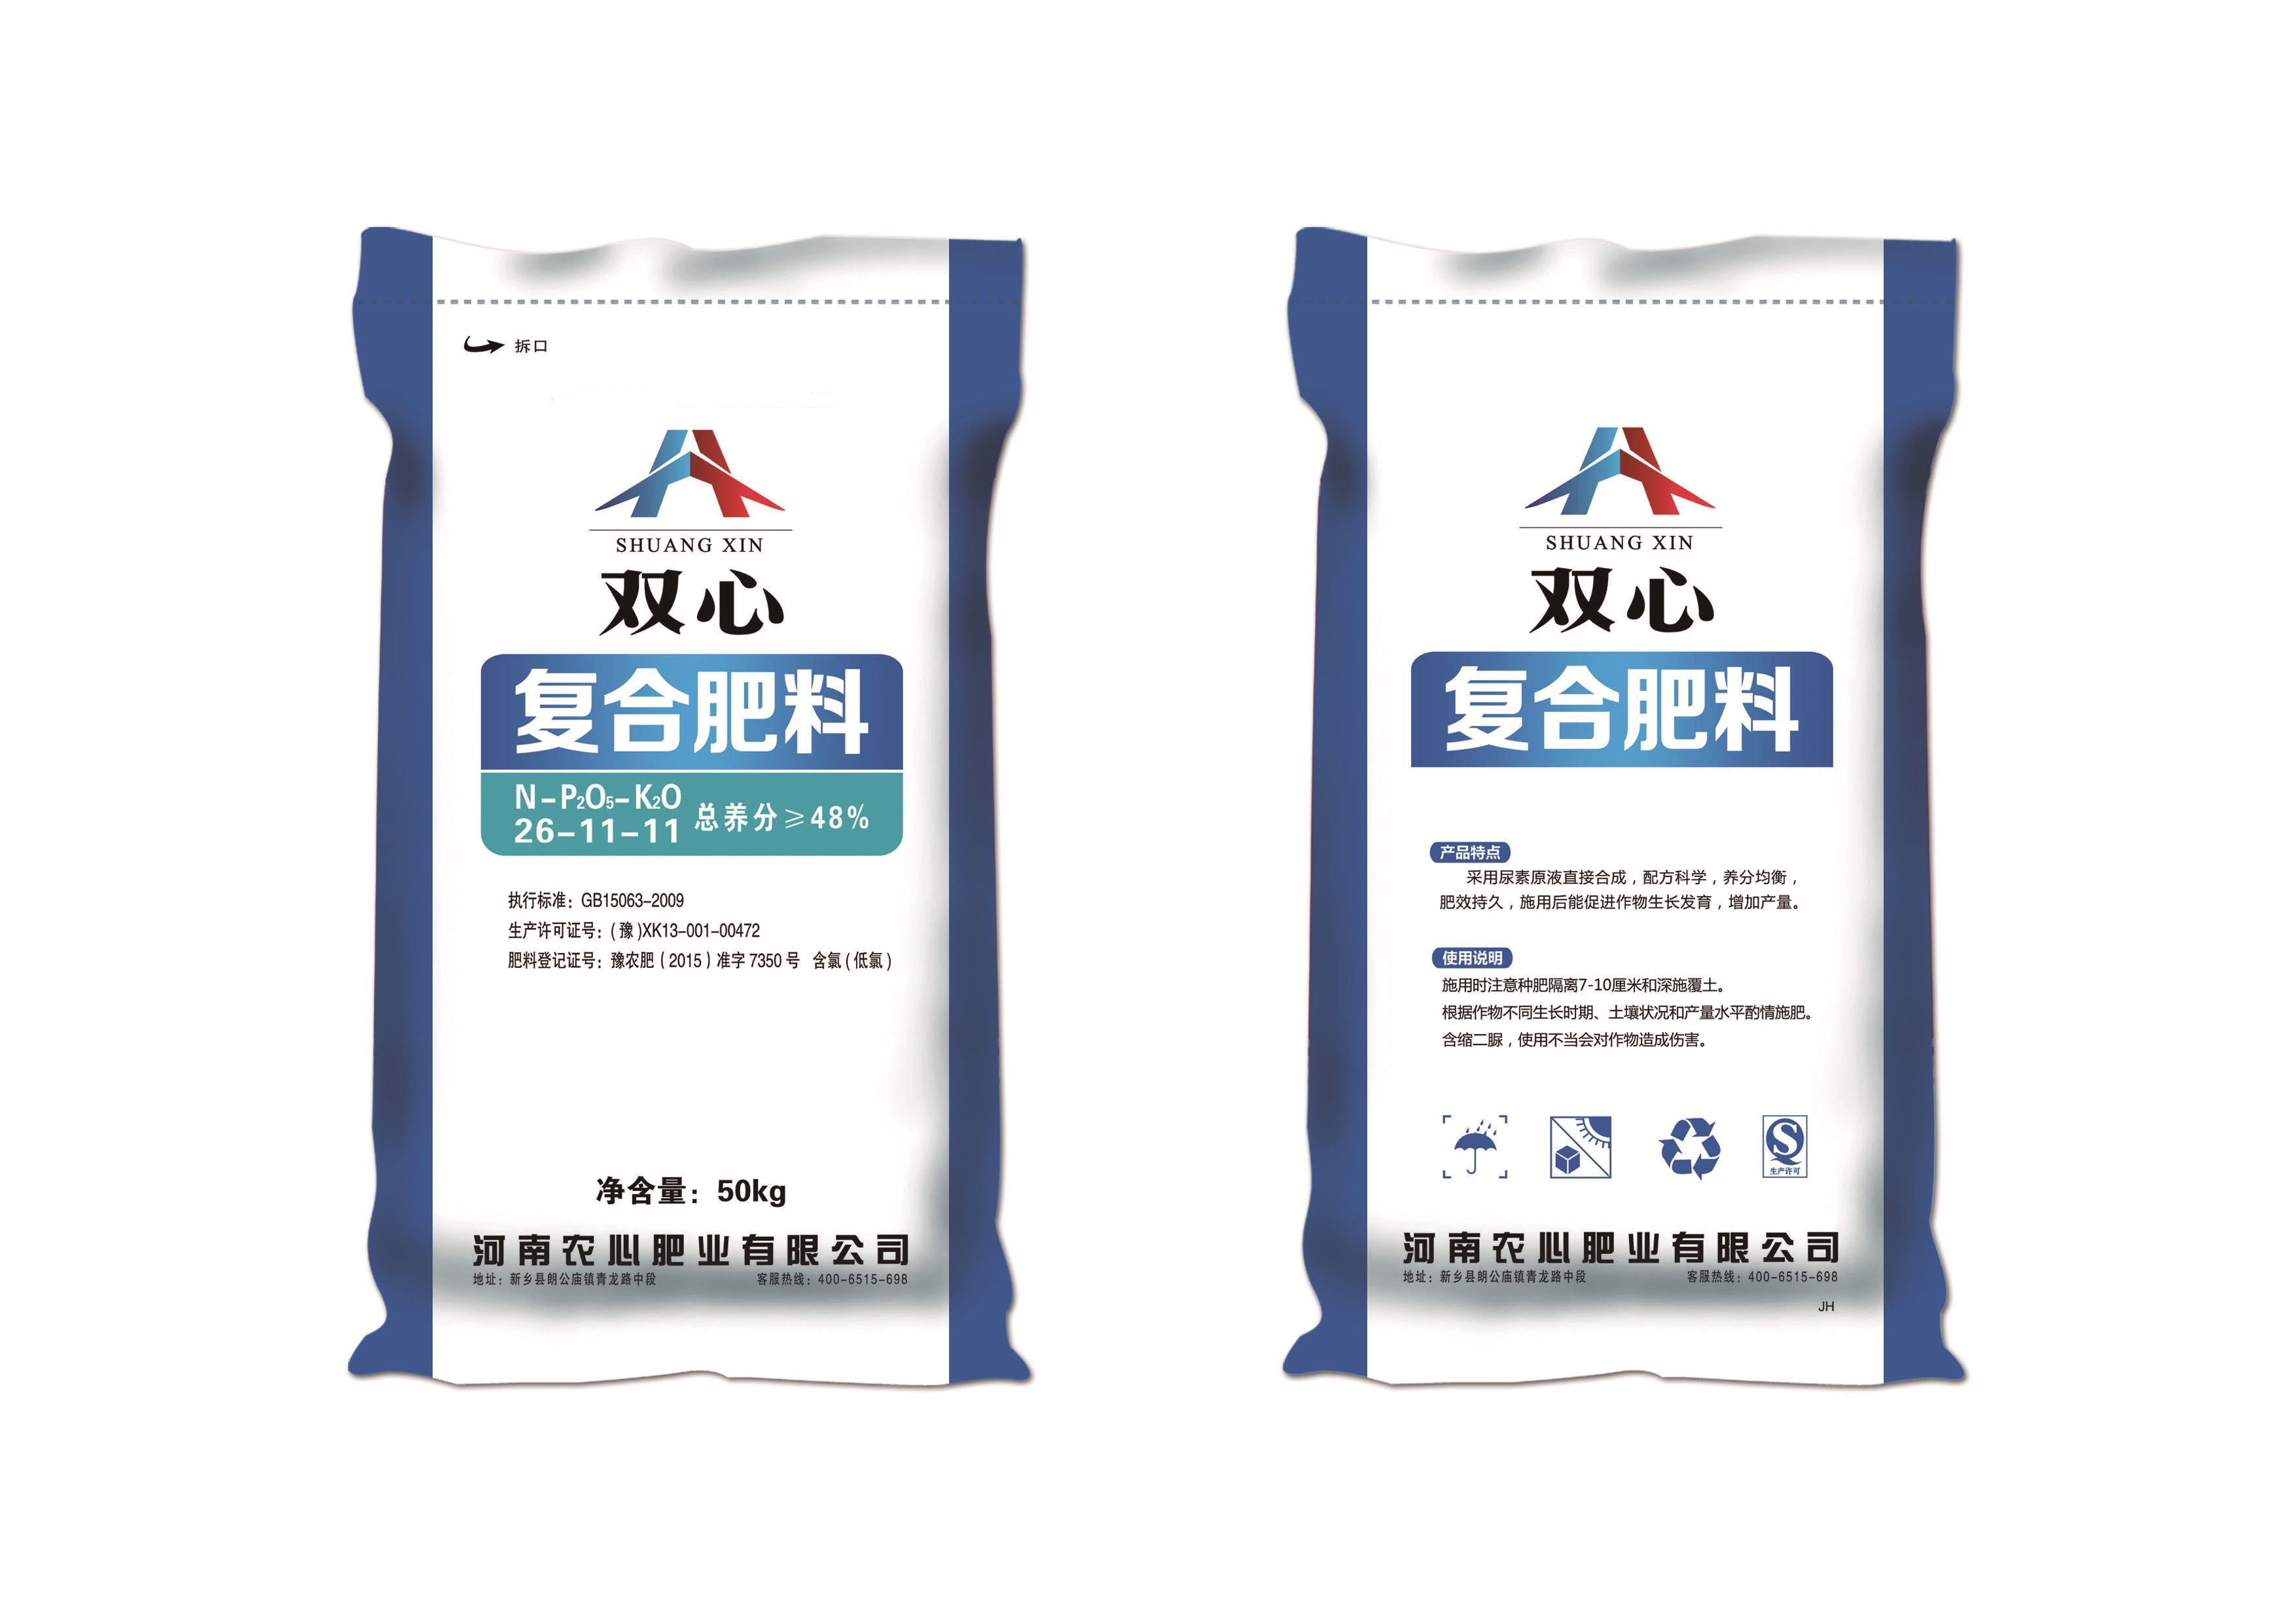 拆口
SHUANG XIN
双心
复合肥料
N-P₂O₅-K₂O
26-11-11 总养分≥48%
执行标准：GB15063-2009
生产许可证号：(豫)XK13-001-00472
肥料登记证号：豫农肥（2015）准字 7350 号 含氯(低氯)
净含量：50kg
河南农心肥业有限公司
地址：新乡县朗公庙镇青龙路中段 客服热线：400-6515-698
SHUANG XIN
双心
复合肥料
产品特点
采用尿素原液直接合成，配方科学，养分均衡，
肥效持久，施用后能促进作物生长发育，增加产量。
使用说明
施用时注意种肥隔离7-10厘米和深施覆土。
根据作物不同生长时期、土壤状况和产量水平酌情施肥。
含缩二脲，使用不当会对作物造成伤害。
生产许可
河南农心肥业有限公司
地址：新乡县朗公庙镇青龙路中段 客服热线：400-6515-698
JH